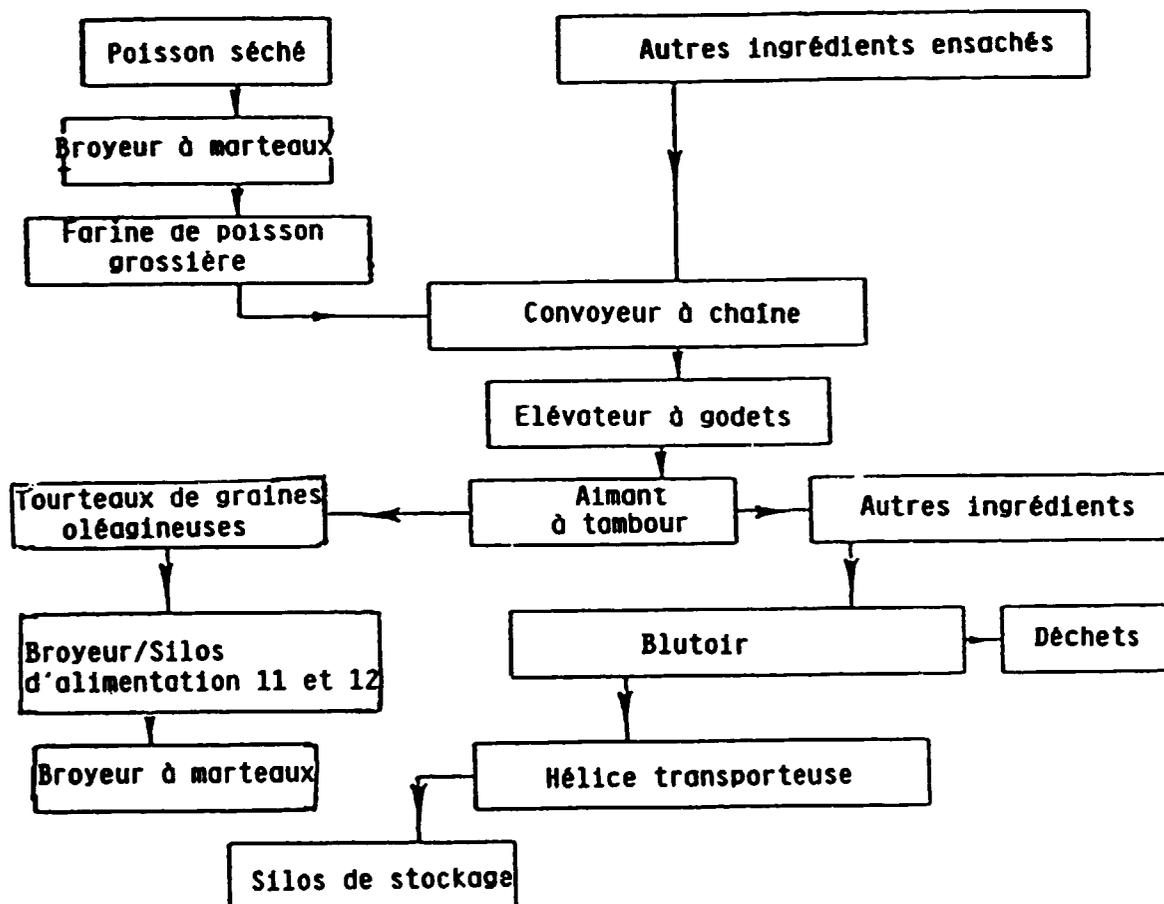 Poisson séché
Autres ingrédients ensachés
Broyeur à marteaux
Farine de poisson
grossière
Convoyeur à chaîne
Elévateur à godets
Tourteaux de graines
oléagineuses
Aimant
à tambour
Autres ingrédients
Broyeur/Silos
d'alimentation 11 et 12
Blutoir
Déchets
Broyeur à marteaux
Hélice transporteuse
Silos de stockage